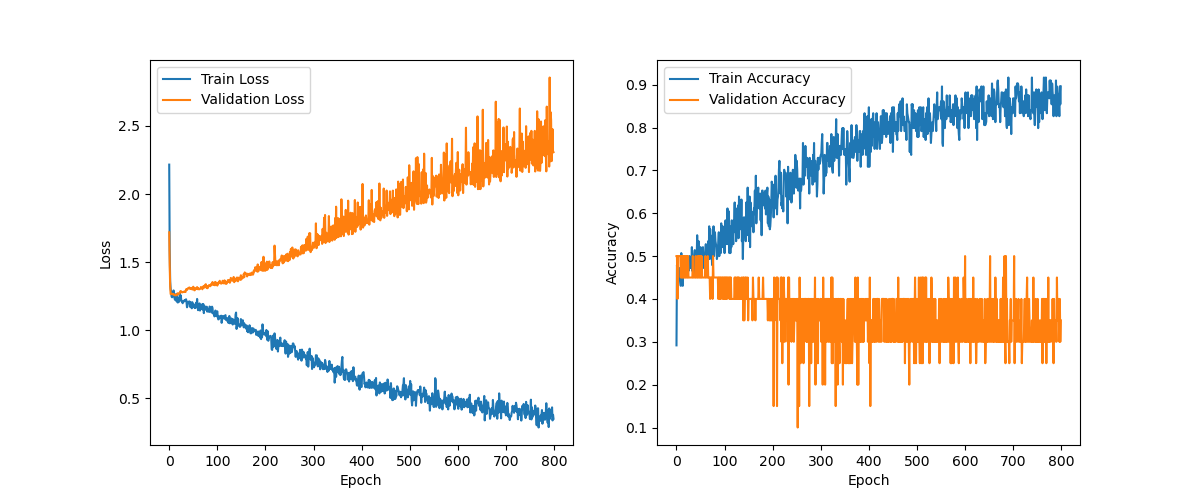 Train Loss
Validation Loss
2.5
2.0
1.5
1.0
0.5
Loss
0 100 200 300 400 500 600 700 800
Epoch
Train Accuracy
Validation Accuracy
0.9
0.8
0.7
0.6
0.5
0.4
0.3
0.2
0.1
Accuracy
0 100 200 300 400 500 600 700 800
Epoch